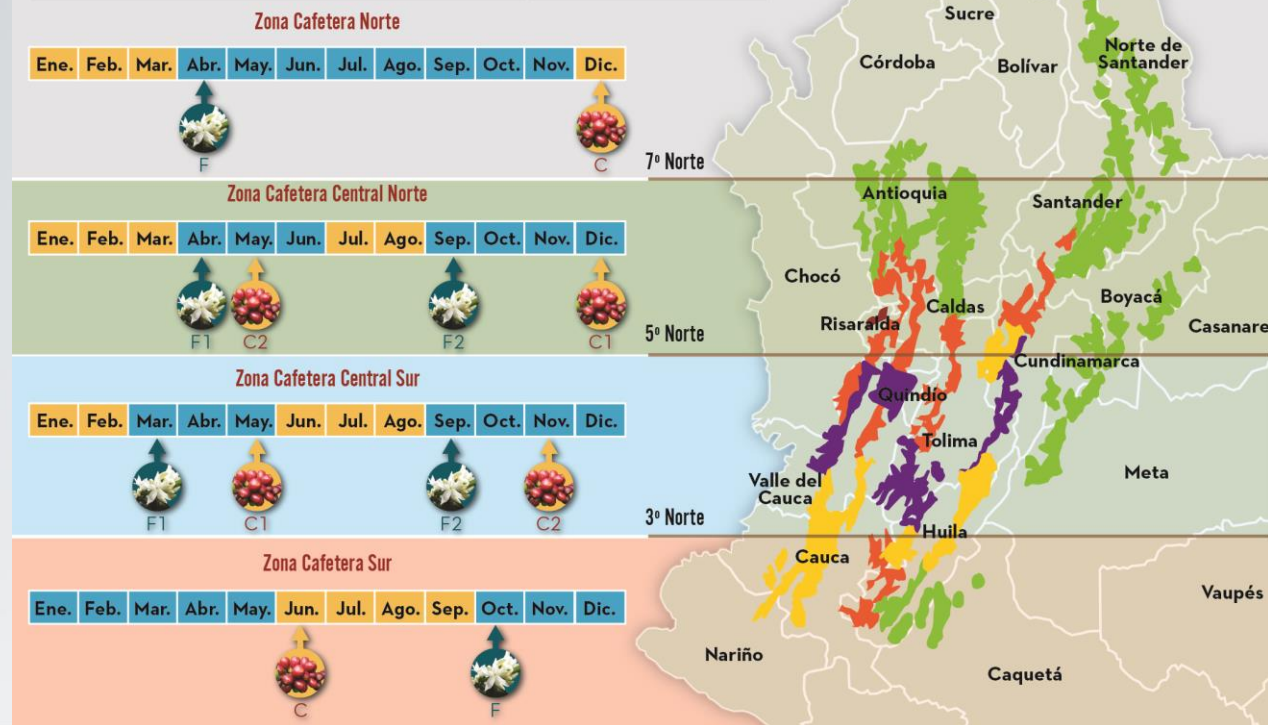 Zona Cafetera Norte
Ene. Feb. Mar. Abr. May. Jun. Jul. Ago. Sep. Oct. Nov. Dic.
F C
7º Norte
Zona Cafetera Central Norte
Ene. Feb. Mar. Abr. May. Jun. Jul. Ago. Sep. Oct. Nov. Dic.
F1 C2 F2 C1
5º Norte
Zona Cafetera Central Sur
Ene. Feb. Mar. Abr. May. Jun. Jul. Ago. Sep. Oct. Nov. Dic.
F1 C1 F2 C2
3º Norte
Zona Cafetera Sur
Ene. Feb. Mar. Abr. May. Jun. Jul. Ago. Sep. Oct. Nov. Dic.
C F
Sucre
Córdoba
Bolívar
Norte de
Santander
Antioquia
Santander
Chocó
Caldas
Boyacá
Risaralda
Casanare
Cundinamarca
Quindío
Tolima
Valle del
Cauca
Meta
Huila
Cauca
Vaupés
Nariño
Caquetá